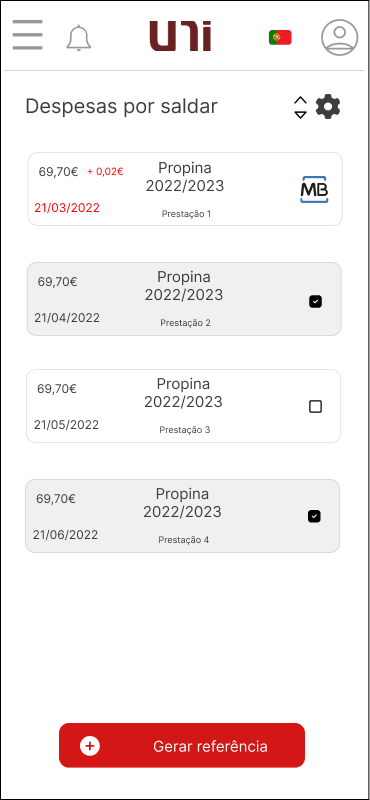 UNi
Despesas por saldar
69,70€ + 0,02€
Propina
2022/2023
MB
21/03/2022
Prestação 1
69,70€
Propina
2022/2023
21/04/2022
Prestação 2
69,70€
Propina
2022/2023
21/05/2022
Prestação 3
69,70€
Propina
2022/2023
21/06/2022
Prestação 4
Gerar referência